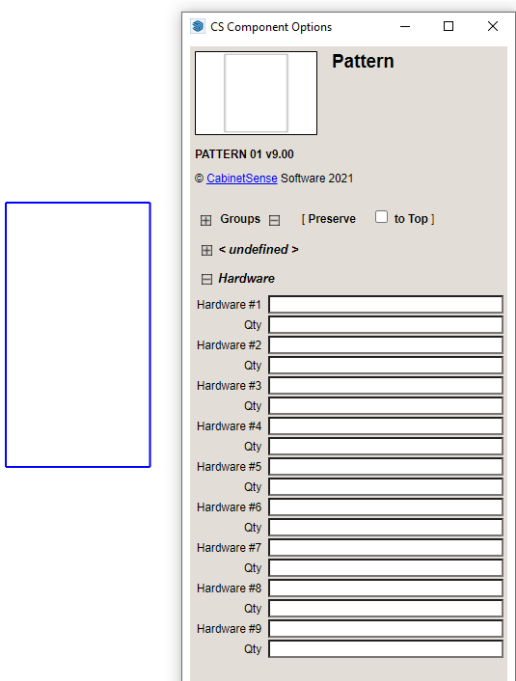 CS Component Options
Pattern
PATTERN 01 v9.00
© CabinetSense Software 2021
Groups [ Preserve to Top ]
< undefined >
Hardware
Hardware #1
Qty
Hardware #2
Qty
Hardware #3
Qty
Hardware #4
Qty
Hardware #5
Qty
Hardware #6
Qty
Hardware #7
Qty
Hardware #8
Qty
Hardware #9
Qty